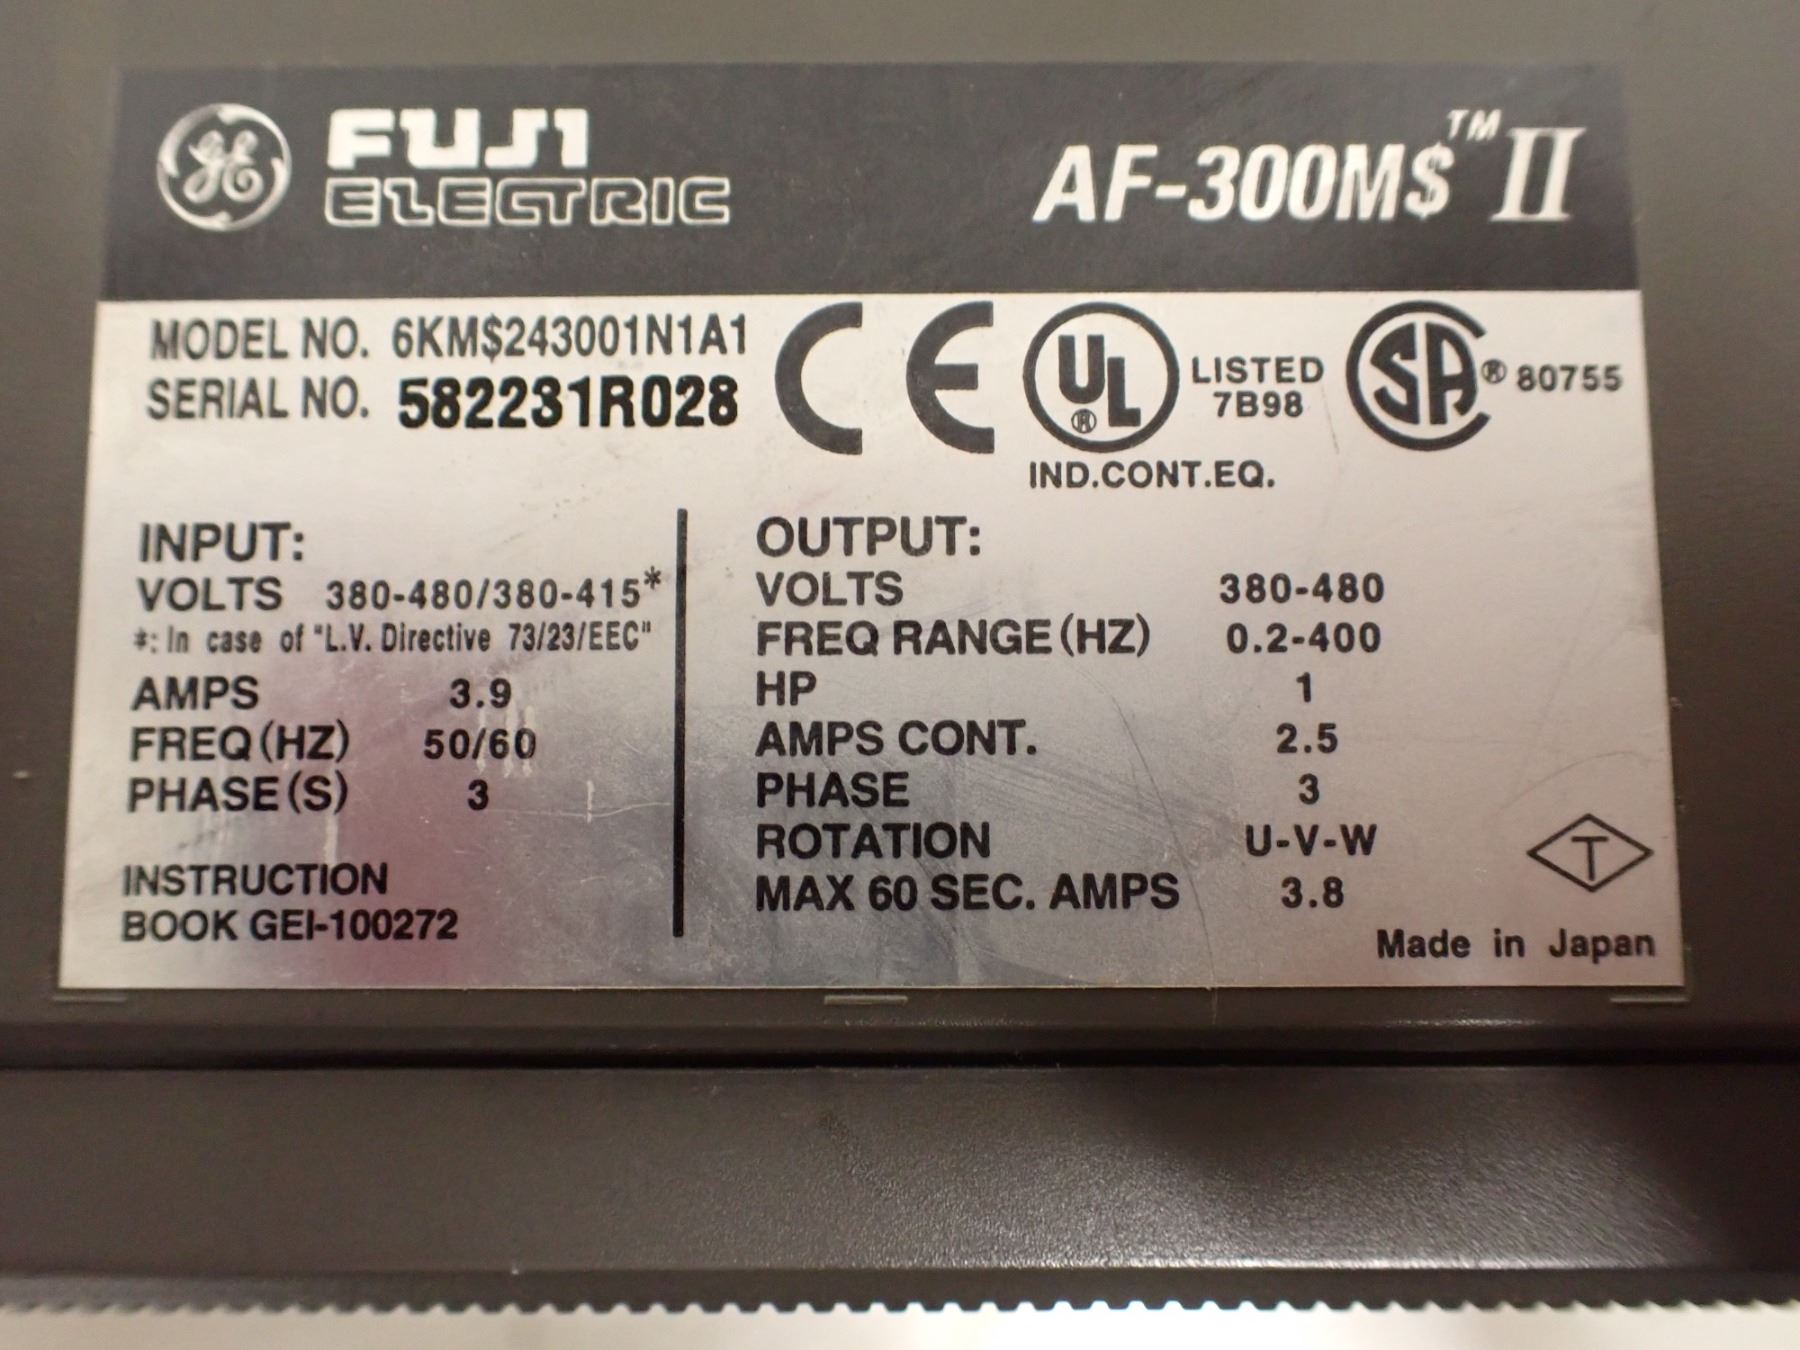 GE FUJI ELECTRIC AF-300M$™ II
MODEL NO. 6KM$243001N1A1
SERIAL NO. 582231R028
CE
UL® LISTED 7B98
IND.CONT.EQ.
SA® 80755
INPUT:
VOLTS 380-480/380-415*
*: In case of "L.V. Directive 73/23/EEC"
AMPS 3.9
FREQ(HZ) 50/60
PHASE(S) 3
INSTRUCTION
BOOK GEI-100272
OUTPUT:
VOLTS 380-480
FREQ RANGE(HZ) 0.2-400
HP 1
AMPS CONT. 2.5
PHASE 3
ROTATION U-V-W
MAX 60 SEC. AMPS 3.8
T
Made in Japan